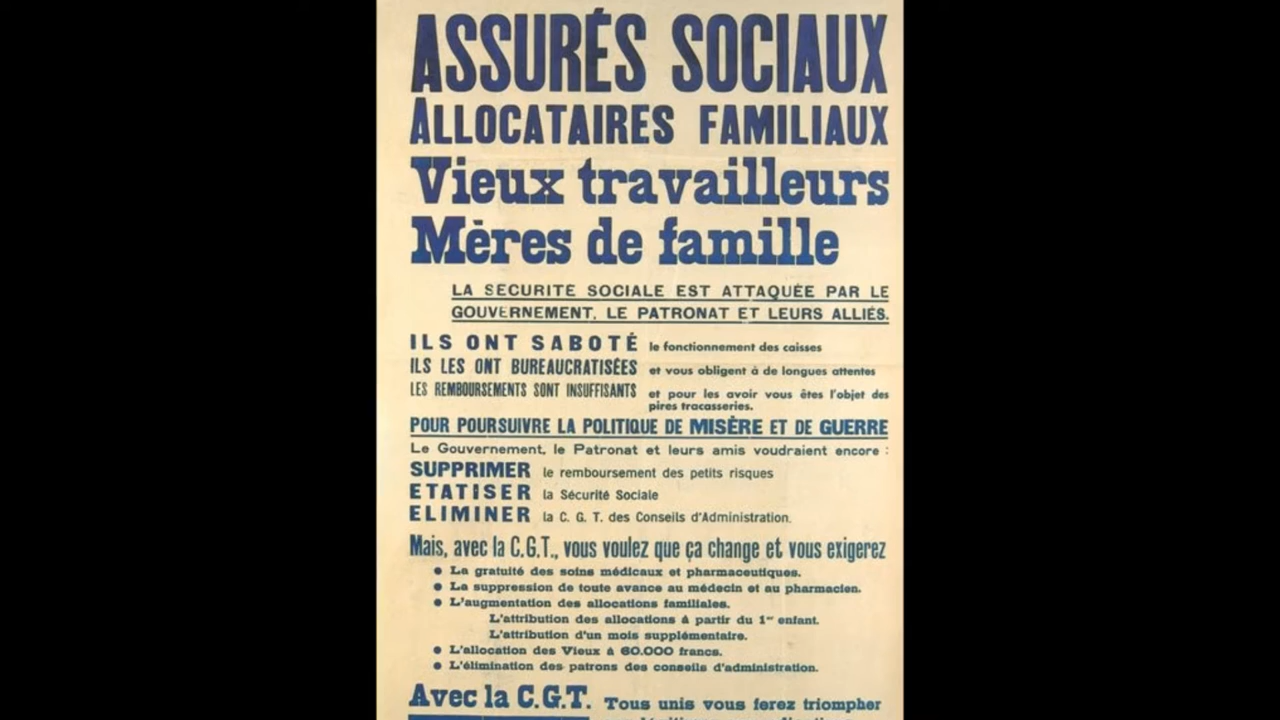 ASSURÉS SOCIAUX
ALLOCATAIRES FAMILIAUX
Vieux travailleurs
Mères de famille
LA SECURITE SOCIALE EST ATTAQUÉE PAR LE
GOUVERNEMENT, LE PATRONAT ET LEURS ALLIÉS.
ILS ONT SABOTÉ le fonctionnement des caisses
ILS LES ONT BUREAUCRATISÉES et vous obligent à de longues attentes
LES REMBOURSEMENTS SONT INSUFFISANTS et pour les avoir vous êtes l'objet des
pires tracasseries.
POUR POURSUIVRE LA POLITIQUE DE MISÈRE ET DE GUERRE
Le Gouvernement, le Patronat et leurs amis voudraient encore :
SUPPRIMER le remboursement des petits risques
ETATISER la Sécurité Sociale
ELIMINER la C. G. T. des Conseils d'Administration.
Mais, avec la C.G.T., vous voulez que ça change et vous exigerez
● La gratuité des soins médicaux et pharmaceutiques.
● La suppression de toute avance au médecin et au pharmacien.
● L'augmentation des allocations familiales.
L'attribution des allocations à partir du 1er enfant.
L'attribution d'un mois supplémentaire.
● L'allocation des Vieux à 60.000 francs.
● L'élimination des patrons des conseils d'administration.
Avec la C.G.T. Tous unis vous ferez triompher